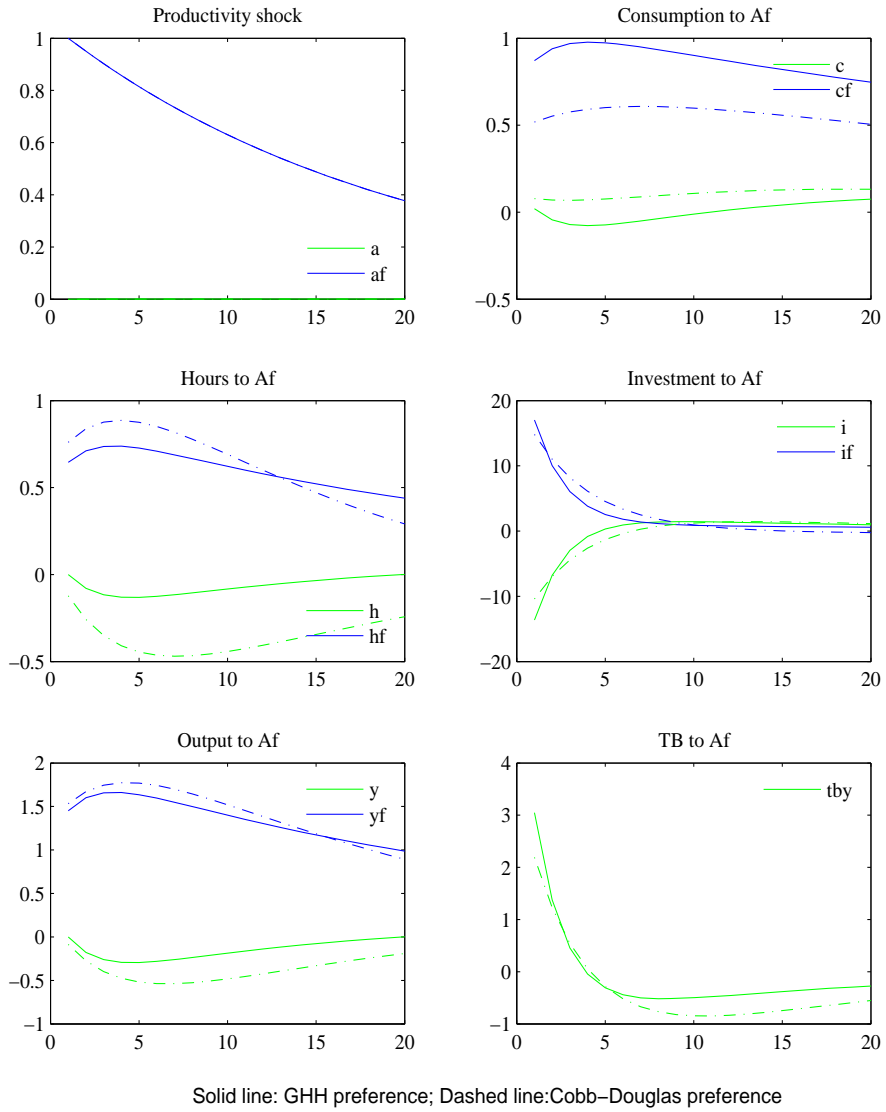 Productivity shock
1
0.8
0.6
0.4
0.2
0
a
af
0 5 10 15 20
Consumption to Af
1
0.5
0
−0.5
c
cf
0 5 10 15 20
Hours to Af
1
0.5
0
−0.5
h
hf
0 5 10 15 20
Investment to Af
20
10
0
−10
−20
i
if
0 5 10 15 20
Output to Af
2
1.5
1
0.5
0
−0.5
−1
y
yf
0 5 10 15 20
TB to Af
4
3
2
1
0
−1
tby
0 5 10 15 20
Solid line: GHH preference; Dashed line:Cobb−Douglas preference